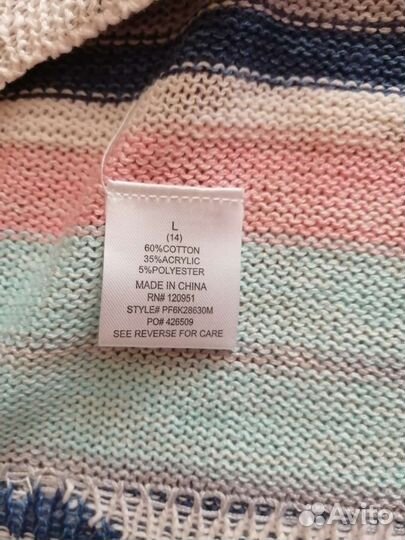 L
(14)
60%COTTON
35%ACRYLIC
5%POLYESTER
MADE IN CHINA
RN# 120951
STYLE# PF6K28630M
PO# 426509
SEE REVERSE FOR CARE
Avito